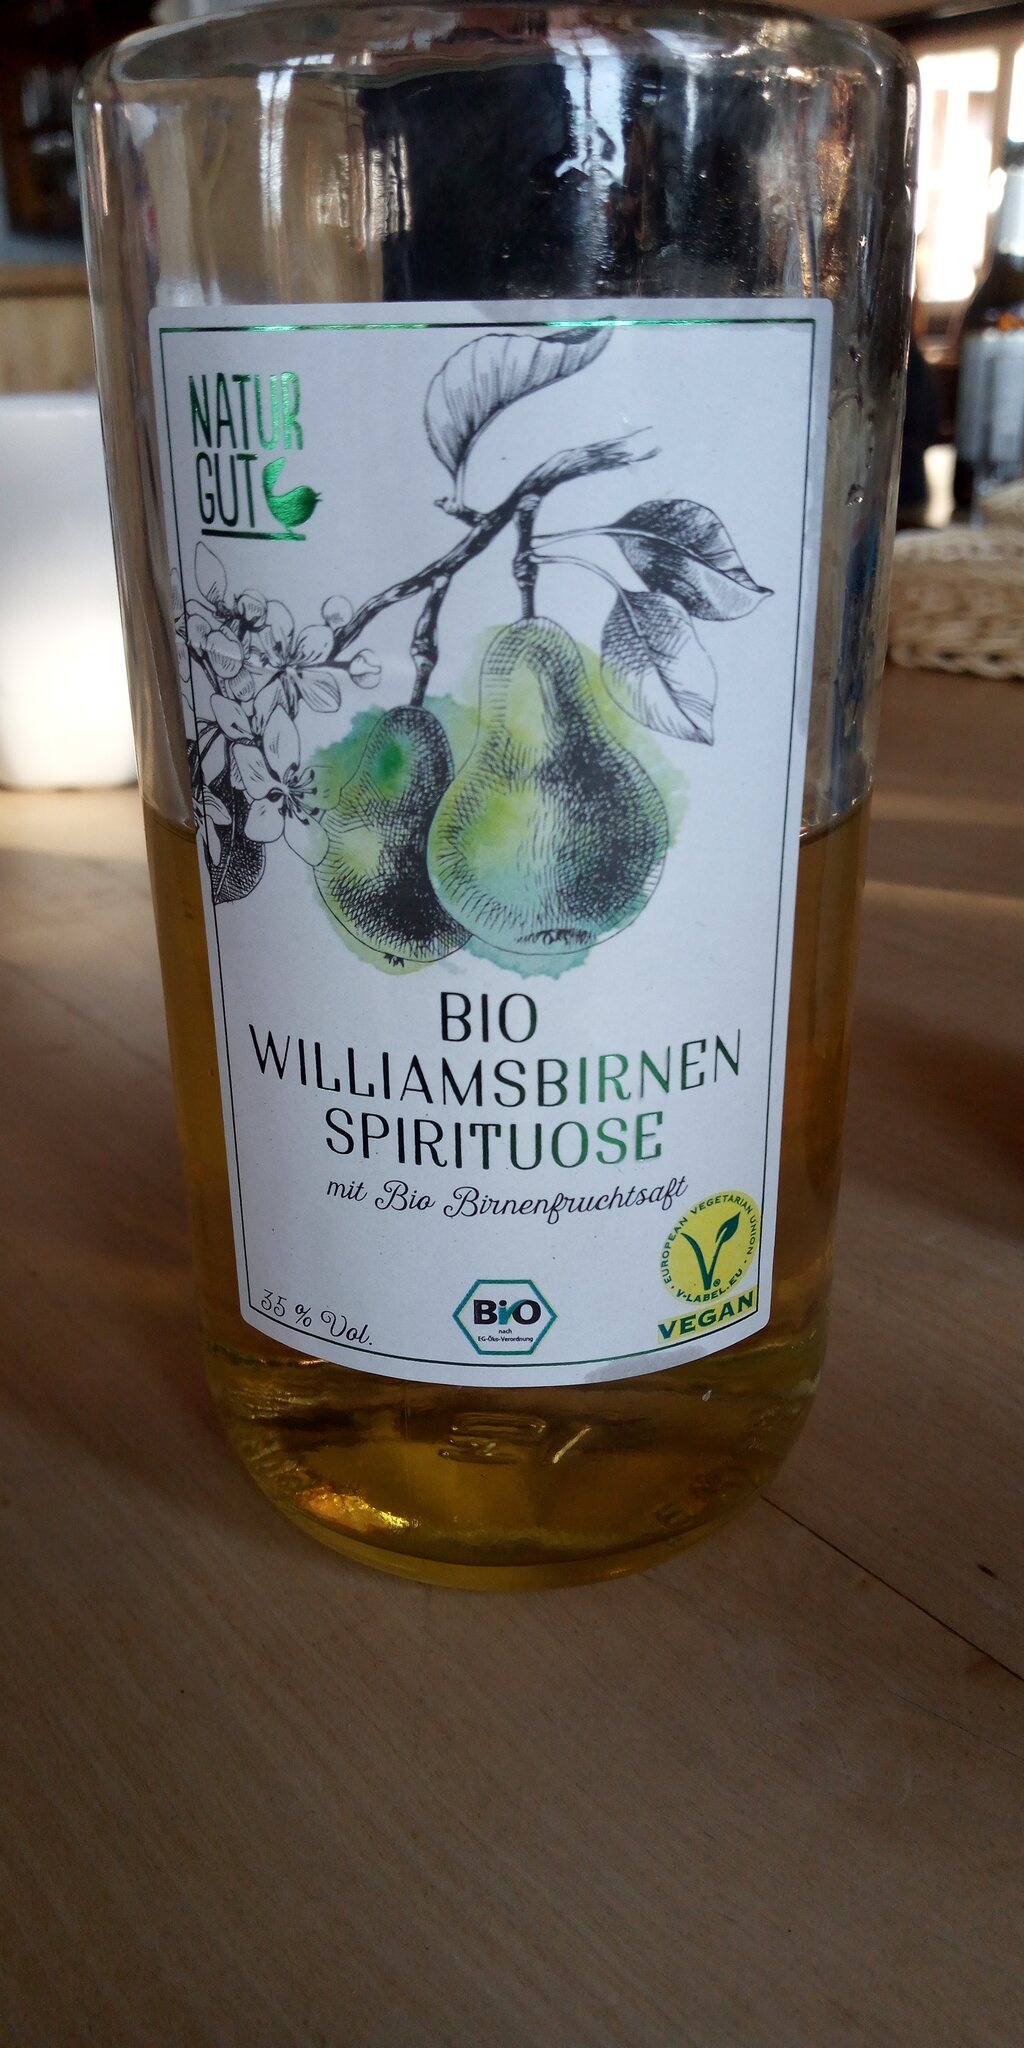 NATUR
GUT
BIO
WILLIAMSBIRNEN
SPIRITUOSE
mit Bio Birnenfruchtsaft
EUROPEAN VEGETARIAN UNION
V-LABEL.EU
VEGAN
35 % Vol.
Bio
nach
EG-Öko-Verordnung